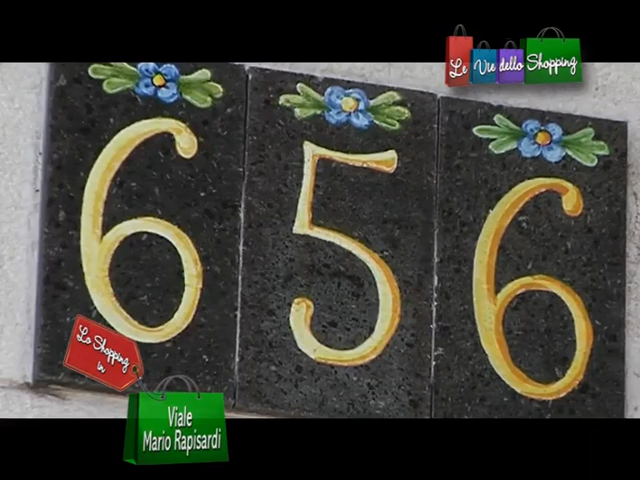 Le Vie dello Shopping
656
Lo Shopping
in
Viale
Mario Rapisardi